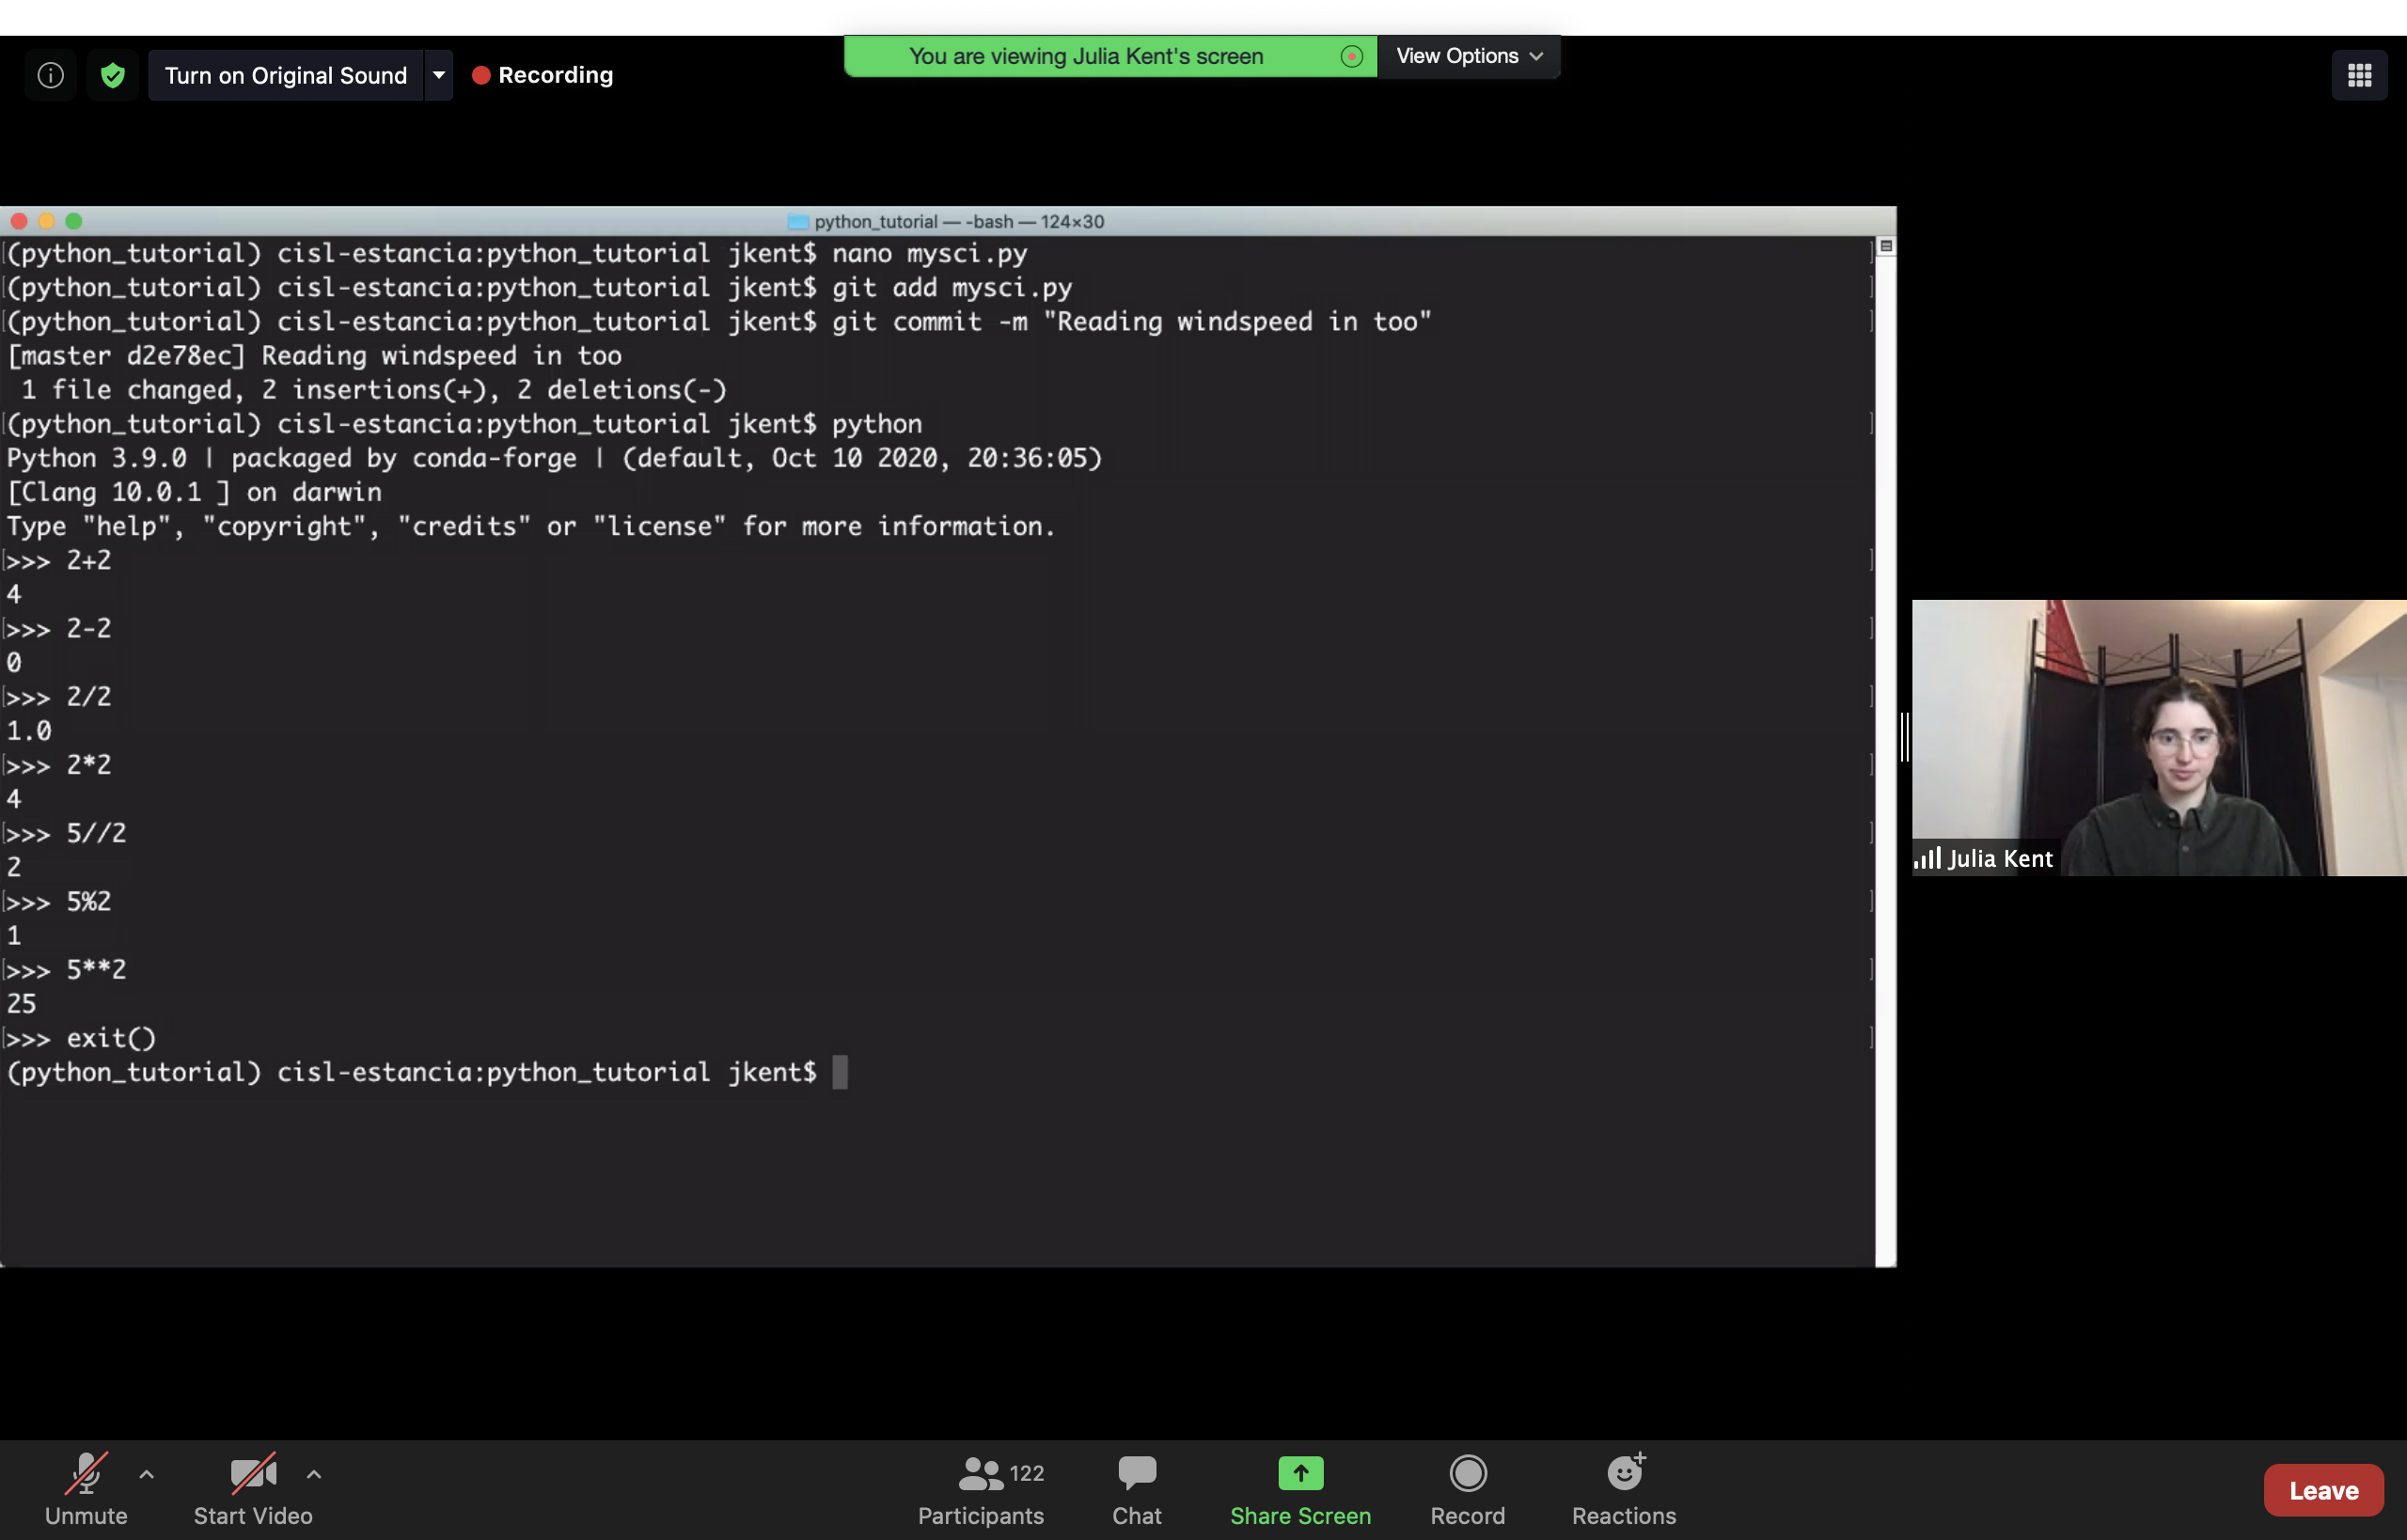 Turn on Original Sound
Recording
You are viewing Julia Kent's screen
View Options
python_tutorial — -bash — 124×30
(python_tutorial) cisl-estancia:python_tutorial jkent$ nano mysci.py
(python_tutorial) cisl-estancia:python_tutorial jkent$ git add mysci.py
(python_tutorial) cisl-estancia:python_tutorial jkent$ git commit -m "Reading windspeed in too"
[master d2e78ec] Reading windspeed in too
 1 file changed, 2 insertions(+), 2 deletions(-)
(python_tutorial) cisl-estancia:python_tutorial jkent$ python
Python 3.9.0 | packaged by conda-forge | (default, Oct 10 2020, 20:36:05)
[Clang 10.0.1 ] on darwin
Type "help", "copyright", "credits" or "license" for more information.
>>> 2+2
4
>>> 2-2
0
>>> 2/2
1.0
>>> 2*2
4
>>> 5//2
2
>>> 5%2
1
>>> 5**2
25
>>> exit()
(python_tutorial) cisl-estancia:python_tutorial jkent$
Julia Kent
Unmute
Start Video
122
Participants
Chat
Share Screen
Record
Reactions
Leave